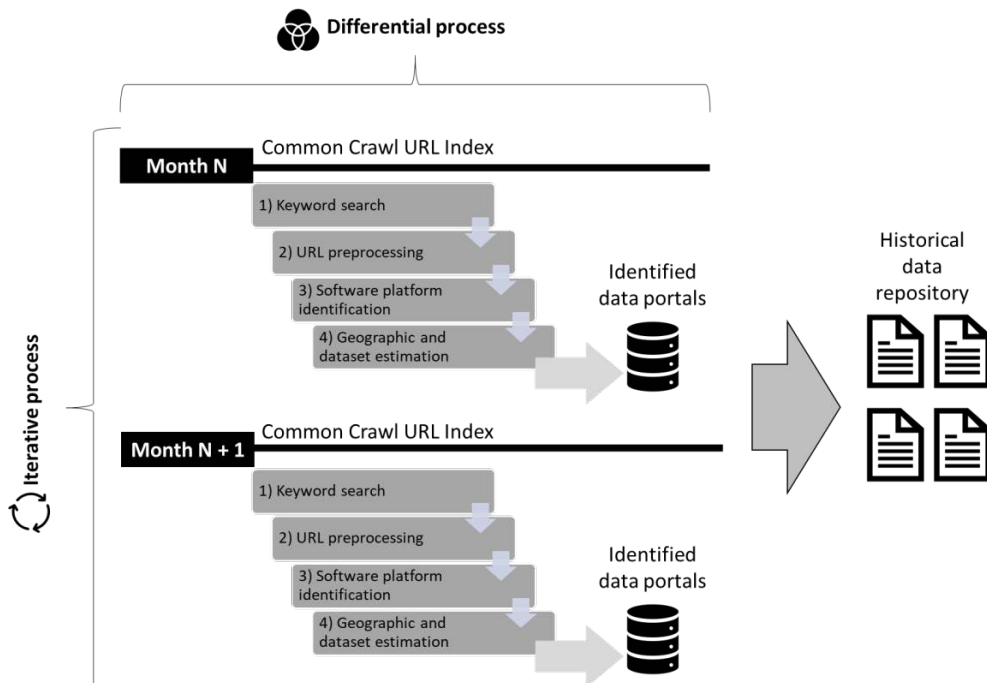 Differential process
Common Crawl URL Index
Month N
1) Keyword search
2) URL preprocessing
3) Software platform
identification
4) Geographic and
dataset estimation
Identified
data portals
Historical
data
repository
Iterative process
Common Crawl URL Index
Month N + 1
1) Keyword search
2) URL preprocessing
3) Software platform
identification
4) Geographic and
dataset estimation
Identified
data portals